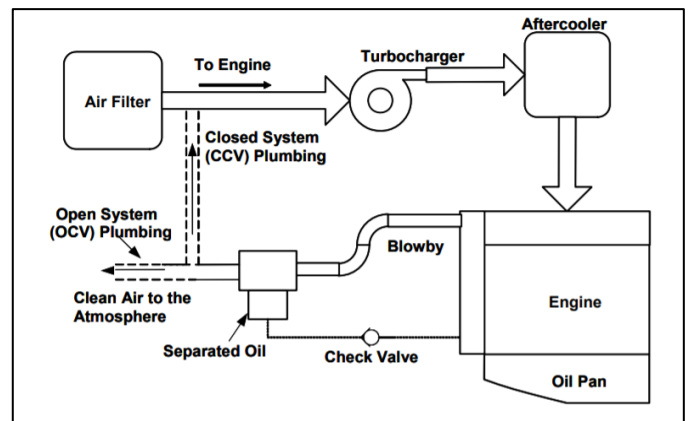 Aftercooler
Turbocharger
To Engine
Air Filter
Closed System
(CCV) Plumbing
Open System
(OCV) Plumbing
Blowby
Clean Air to the
Atmosphere
Engine
Separated Oil
Check Valve
Oil Pan